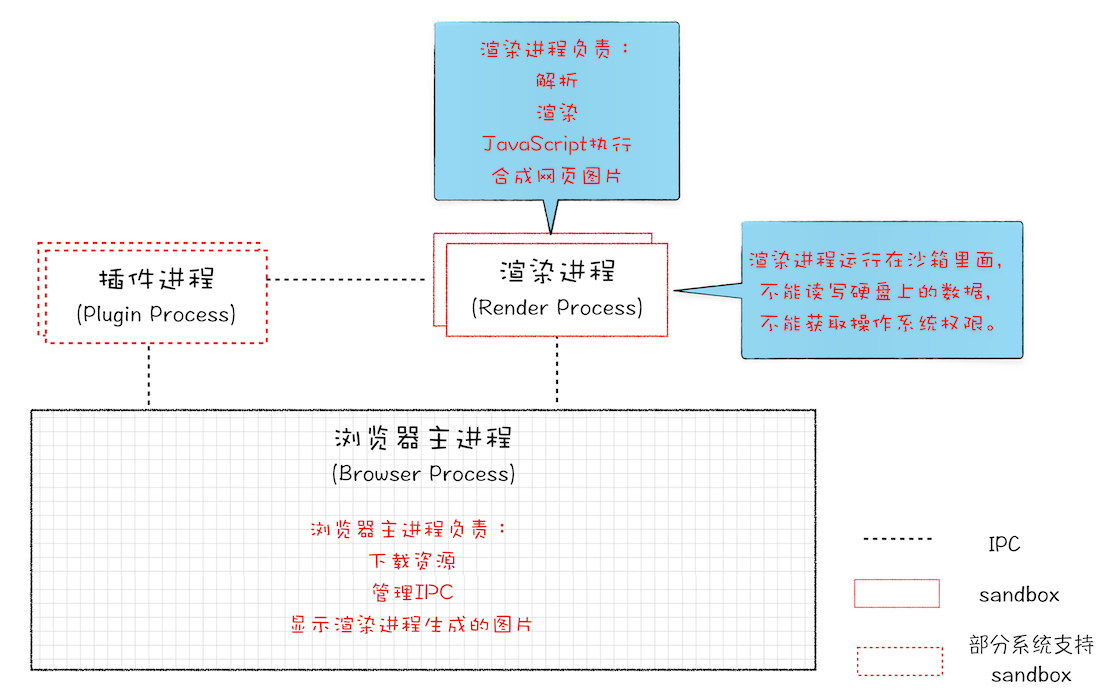 渲染进程负责：
解析
渲染
JavaScript执行
合成网页图片
插件进程
(Plugin Process)
渲染进程
(Render Process)
渲染进程运行在沙箱里面，
不能读写硬盘上的数据，
不能获取操作系统权限。
浏览器主进程
(Browser Process)
浏览器主进程负责：
下载资源
管理IPC
显示渲染进程生成的图片
IPC
sandbox
部分系统支持
sandbox